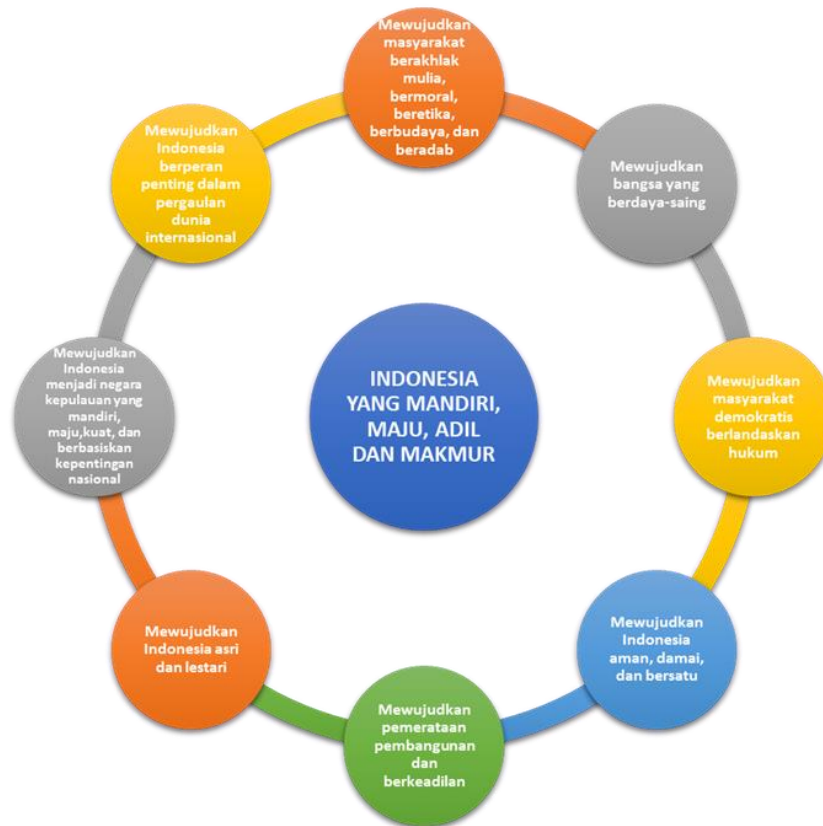 Mewujudkan
masyarakat
berakhlak
mulia,
bermoral,
beretika,
berbudaya, dan
beradab
Mewujudkan
bangsa yang
berdaya-saing
Mewujudkan
masyarakat
demokratis
berlandaskan
hukum
Mewujudkan
Indonesia
aman, damai,
dan bersatu
Mewujudkan
pemerataan
pembangunan
dan
berkeadilan
Mewujudkan
Indonesia asri
dan lestari
Mewujudkan
Indonesia
menjadi negara
kepulauan yang
mandiri,
maju,kuat, dan
berbasiskan
kepentingan
nasional
Mewujudkan
Indonesia
berperan
penting dalam
pergaulan
dunia
internasional
INDONESIA
YANG MANDIRI,
MAJU, ADIL
DAN MAKMUR